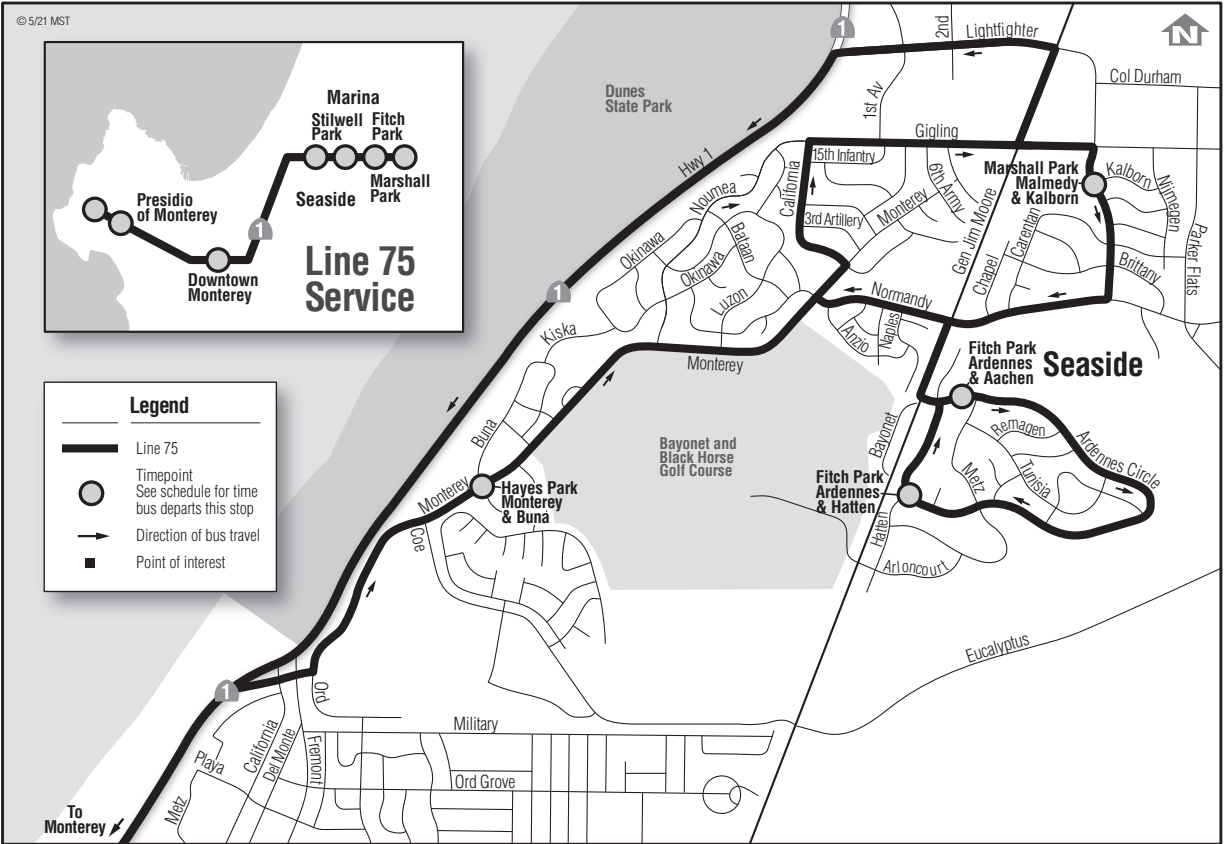 © 5/21 MST
Marina
Stilwell
Park
Fitch
Park
Marshall
Park
Seaside
Presidio
of Monterey
1
Downtown
Monterey
Line 75
Service
Legend
Line 75
Timepoint
See schedule for time
bus departs this stop
Direction of bus travel
Point of interest
1
2nd
Lightfighter
N
Dunes
State Park
1st Av
Col Durham
Hwy 1
Gigling
15th Infantry
California
Noumea
6th Army
Marshall Park
Malmedy
& Kalborn
Kalborn
Nijmegen
Parker Flats
3rd Artillery
Monterey
Gen Jim Moore
Carentan
Chapel
Brittany
Okinawa
Bataan
Okinawa
Luzon
Normandy
1
Kiska
Anzio
Naples
Fitch Park
Ardennes
& Aachen
Seaside
Monterey
Buna
Bayonet and
Black Horse
Golf Course
Bayonet
Remagen
Ardennes Circle
Metz
Tunisia
Fitch Park
Ardennes
& Hatten
Hatten
Arloncourt
Monterey
Hayes Park
Monterey
& Buna
Coe
Eucalyptus
1
Ord
Military
California
Del Monte
Fremont
Playa
Metz
Ord Grove
To
Monterey